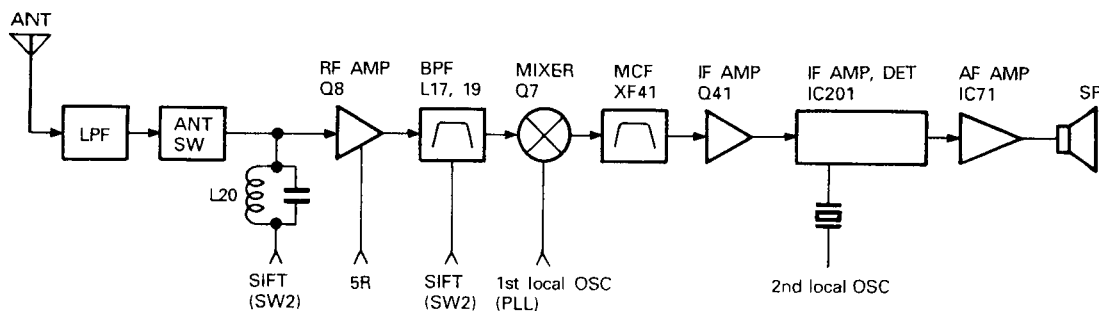 ANT
LPF
ANT
SW
L20
SIFT
(SW2)
RF AMP
Q8
5R
BPF
L17, 19
SIFT
(SW2)
MIXER
Q7
1st local OSC
(PLL)
MCF
XF41
IF AMP
Q41
IF AMP, DET
IC201
2nd local OSC
AF AMP
IC71
SP